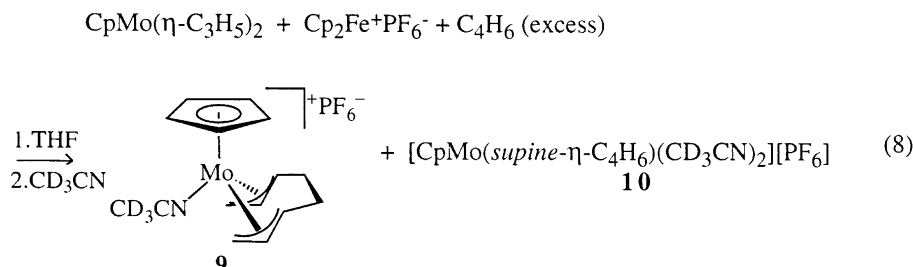 CpMo(η-C₃H₅)₂ + Cp₂Fe⁺PF₆⁻ + C₄H₆ (excess)
1.THF
2.CD₃CN
⁺PF₆⁻
Mo
CD₃CN
9
+ [CpMo(supine-η-C₄H₆)(CD₃CN)₂][PF₆] (8)
10